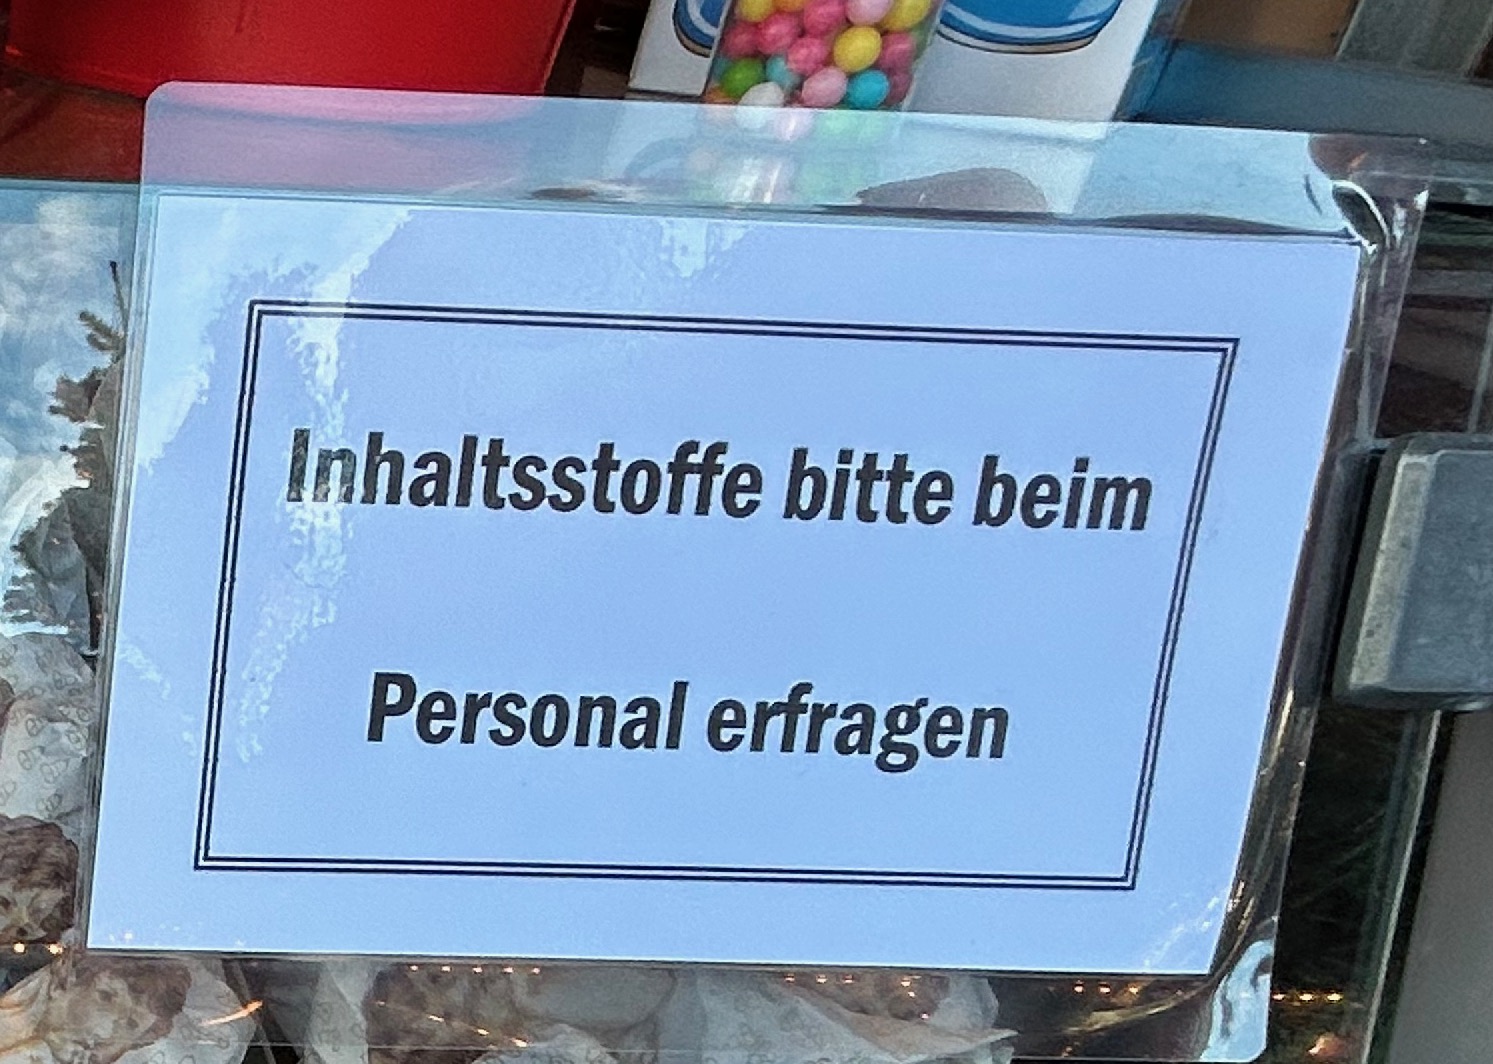 Inhaltsstoffe bitte beim
Personal erfragen